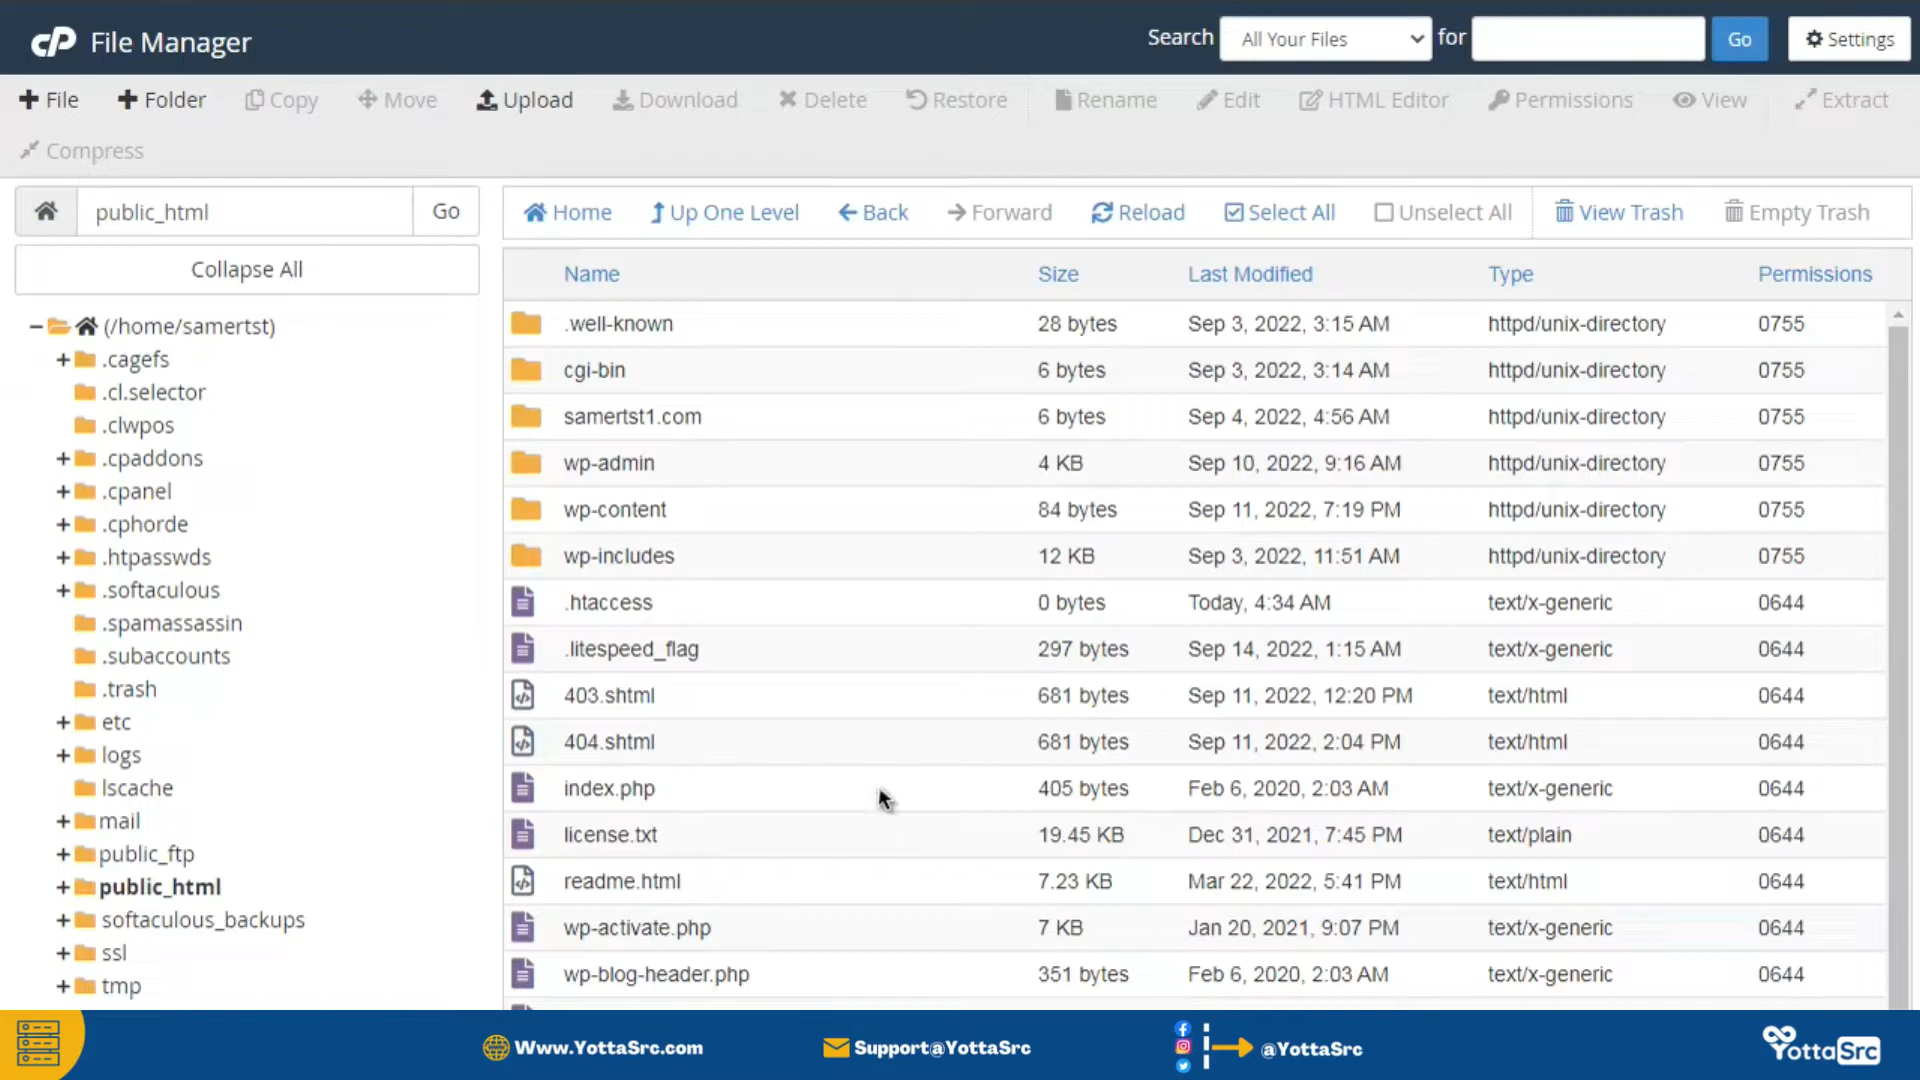 cP File Manager
Search All Your Files for Go Settings
File Folder Copy Move Upload Download Delete Restore Rename Edit HTML Editor Permissions View Extract
Compress
public_html Go
Home Up One Level Back Forward Reload Select All Unselect All View Trash Empty Trash
Collapse All
(/home/samertst)
.cagefs
.cl.selector
.clwpos
.cpaddons
.cpanel
.cphorde
.htpasswds
.softaculous
.spamassassin
.subaccounts
.trash
etc
logs
lscache
mail
public_ftp
public_html
softaculous_backups
ssl
tmp
Name Size Last Modified Type Permissions
.well-known 28 bytes Sep 3, 2022, 3:15 AM httpd/unix-directory 0755
cgi-bin 6 bytes Sep 3, 2022, 3:14 AM httpd/unix-directory 0755
samertst1.com 6 bytes Sep 4, 2022, 4:56 AM httpd/unix-directory 0755
wp-admin 4 KB Sep 10, 2022, 9:16 AM httpd/unix-directory 0755
wp-content 84 bytes Sep 11, 2022, 7:19 PM httpd/unix-directory 0755
wp-includes 12 KB Sep 3, 2022, 11:51 AM httpd/unix-directory 0755
.htaccess 0 bytes Today, 4:34 AM text/x-generic 0644
.litespeed_flag 297 bytes Sep 14, 2022, 1:15 AM text/x-generic 0644
403.shtml 681 bytes Sep 11, 2022, 12:20 PM text/html 0644
404.shtml 681 bytes Sep 11, 2022, 2:04 PM text/html 0644
index.php 405 bytes Feb 6, 2020, 2:03 AM text/x-generic 0644
license.txt 19.45 KB Dec 31, 2021, 7:45 PM text/plain 0644
readme.html 7.23 KB Mar 22, 2022, 5:41 PM text/html 0644
wp-activate.php 7 KB Jan 20, 2021, 9:07 PM text/x-generic 0644
wp-blog-header.php 351 bytes Feb 6, 2020, 2:03 AM text/x-generic 0644
Www.YottaSrc.com Support@YottaSrc @YottaSrc YottaSrc